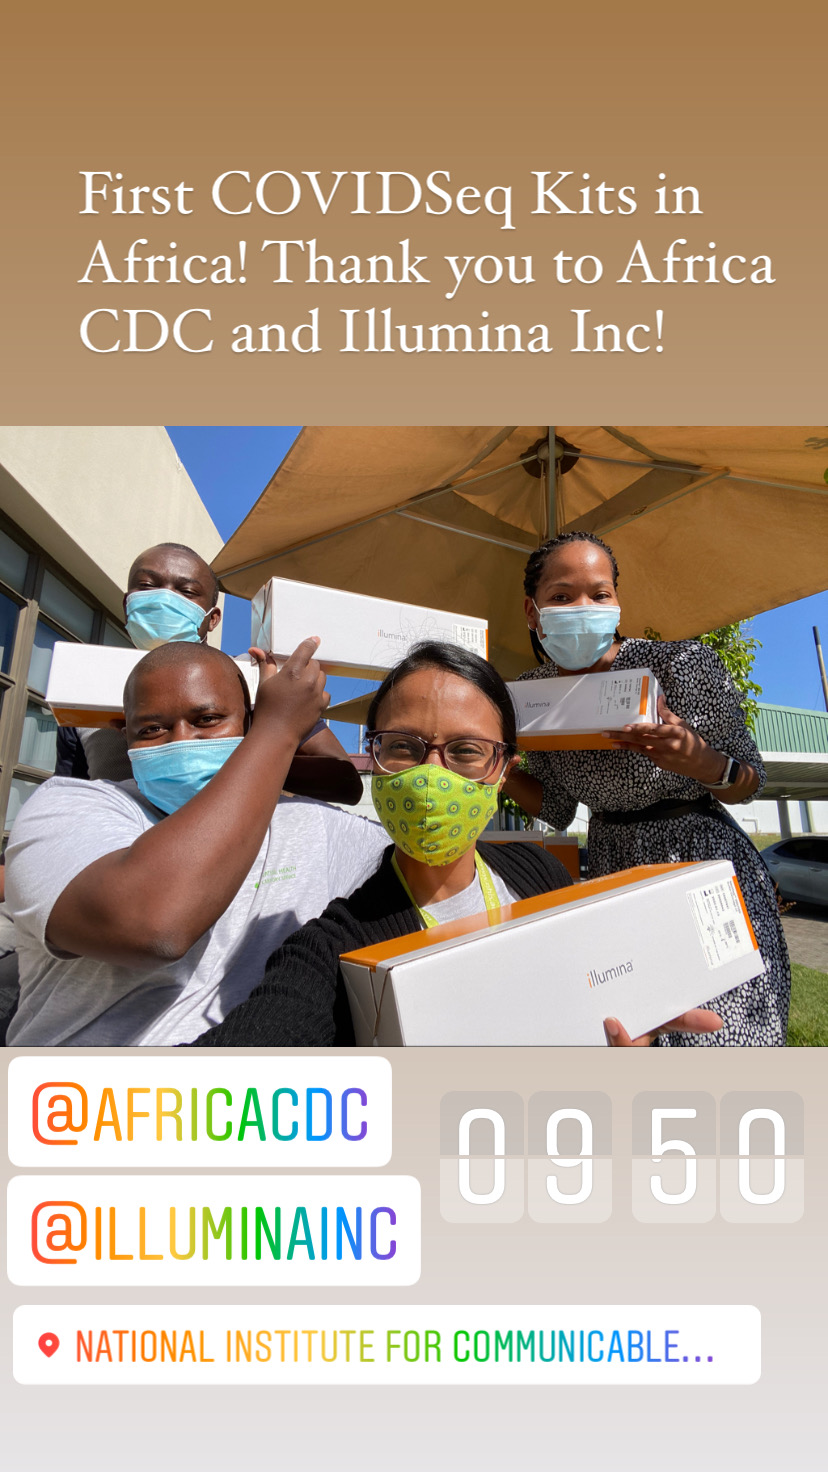 First COVIDSeq Kits in
Africa! Thank you to Africa
CDC and Illumina Inc!
illumina
illumina
illumina
@AFRICACDC
09 50
@ILLUMINAINC
NATIONAL INSTITUTE FOR COMMUNICABLE...